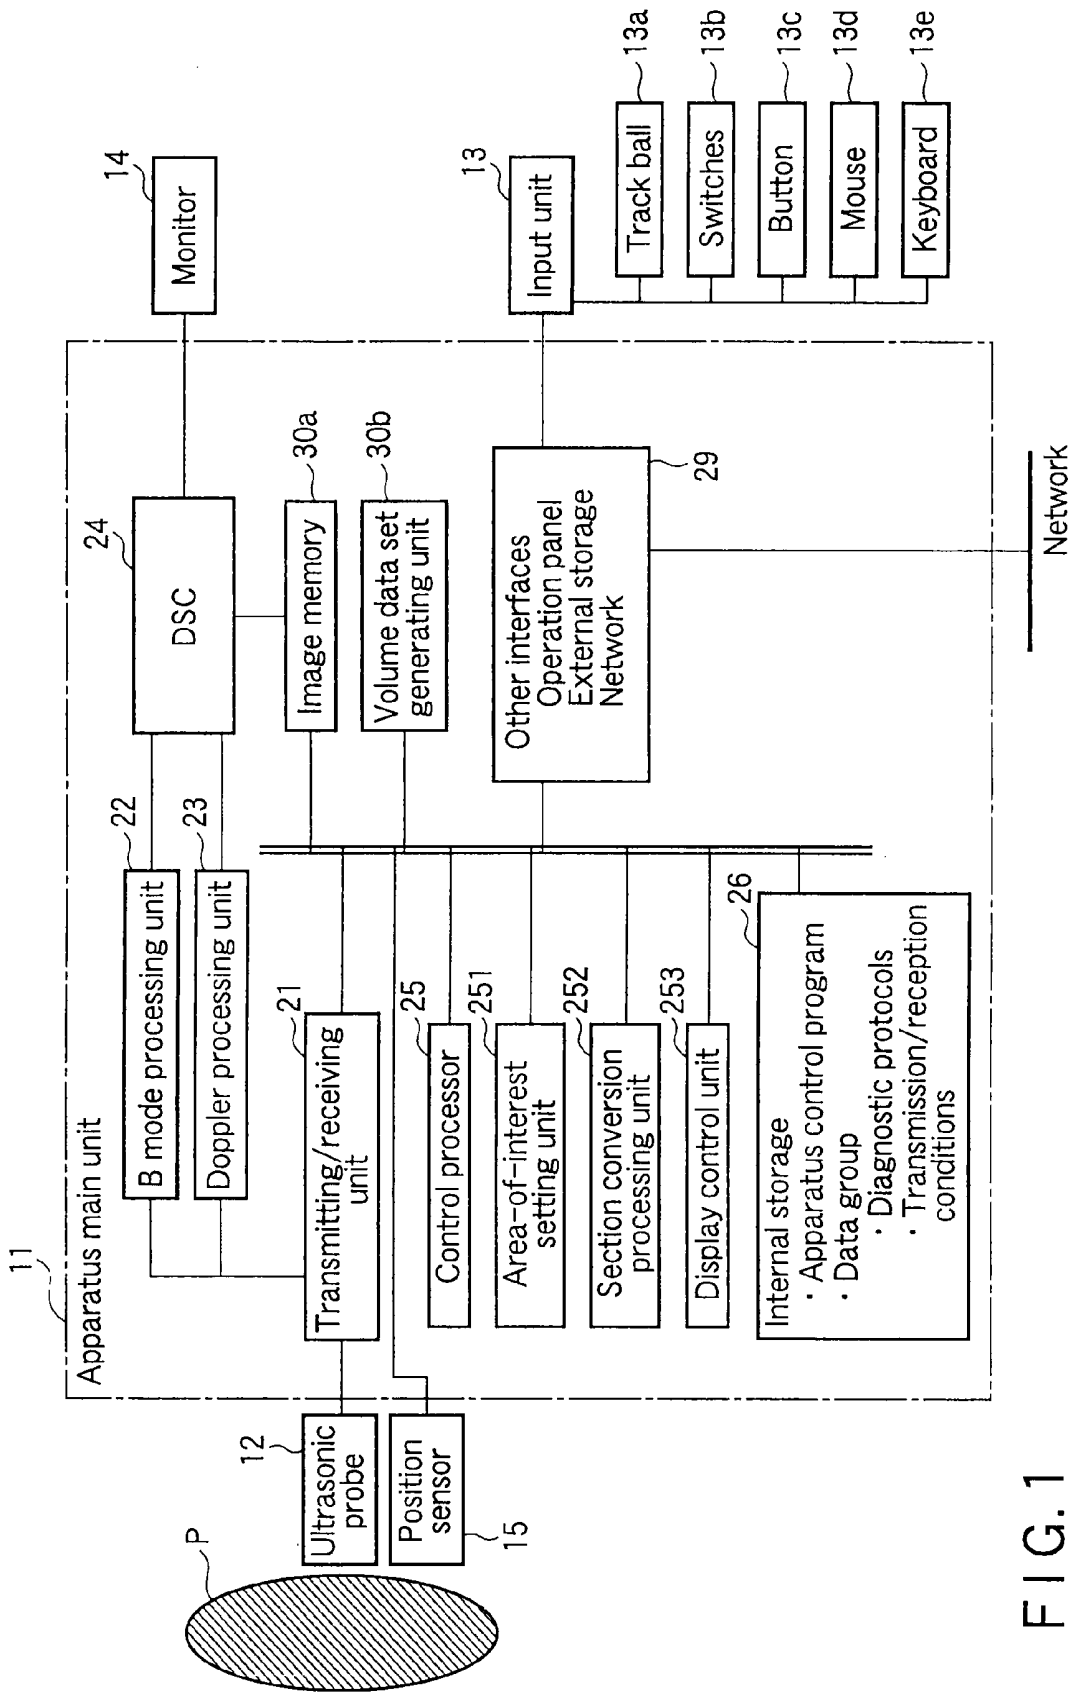 11
Apparatus main unit
P
12
Ultrasonic
probe
Position
sensor
15
22
B mode processing unit
23
Doppler processing unit
21
Transmitting/receiving
unit
25
Control processor
251
Area-of-interest
setting unit
252
Section conversion
processing unit
253
Display control unit
26
Internal storage
・Apparatus control program
・Data group
・Diagnostic protocols
・Transmission/reception
conditions
24
DSC
30a
Image memory
30b
Volume data set
generating unit
Other interfaces
Operation panel
External storage
Network
29
14
Monitor
13
Input unit
Track ball
13a
Switches
13b
Button
13c
Mouse
13d
Keyboard
13e
Network
FIG. 1